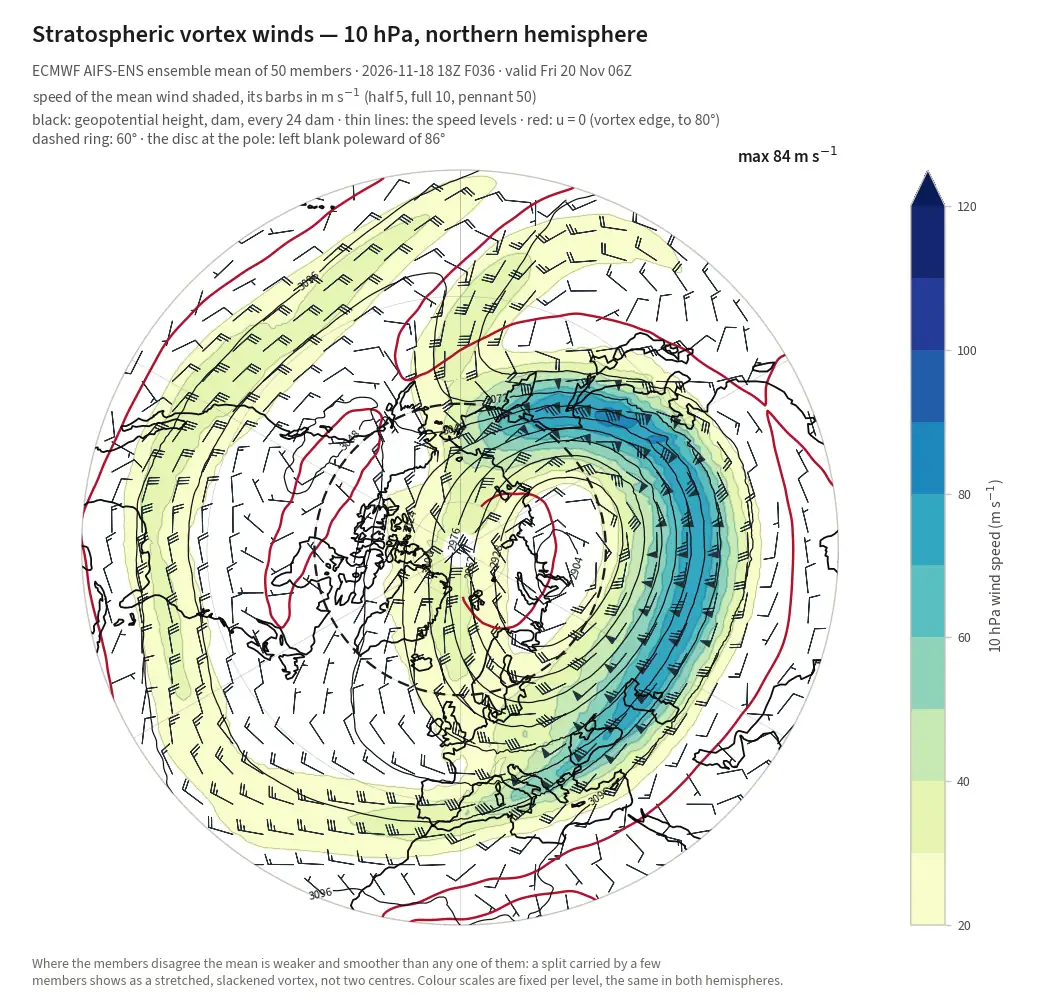 Stratospheric vortex winds — 10 hPa, northern hemisphere
ECMWF AIFS-ENS ensemble mean of 50 members · 2026-11-18 18Z F036 · valid Fri 20 Nov 06Z
speed of the mean wind shaded, its barbs in m s⁻¹ (half 5, full 10, pennant 50)
black: geopotential height, dam, every 24 dam · thin lines: the speed levels · red: u = 0 (vortex edge, to 80°)
dashed ring: 60° · the disc at the pole: left blank poleward of 86°
max 84 m s⁻¹
120
100
80
60
40
20
10 hPa wind speed (m s⁻¹)
3096
2976
2904
3096
3096
Where the members disagree the mean is weaker and smoother than any one of them: a split carried by a few
members shows as a stretched, slackened vortex, not two centres. Colour scales are fixed per level, the same in both hemispheres.